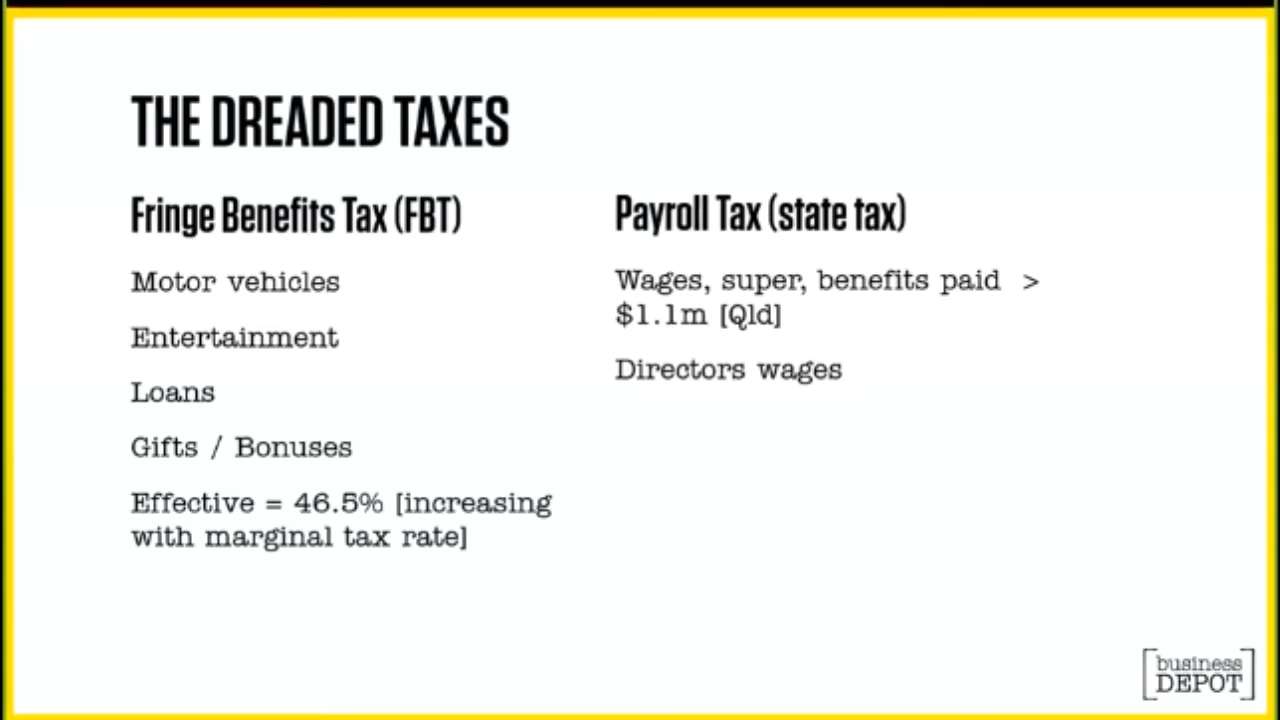 THE DREADED TAXES
Fringe Benefits Tax (FBT)
Motor vehicles
Entertainment
Loans
Gifts / Bonuses
Effective = 46.5% [increasing
with marginal tax rate]
Payroll Tax (state tax)
Wages, super, benefits paid >
$1.1m [Qld]
Directors wages
[business
DEPOT]